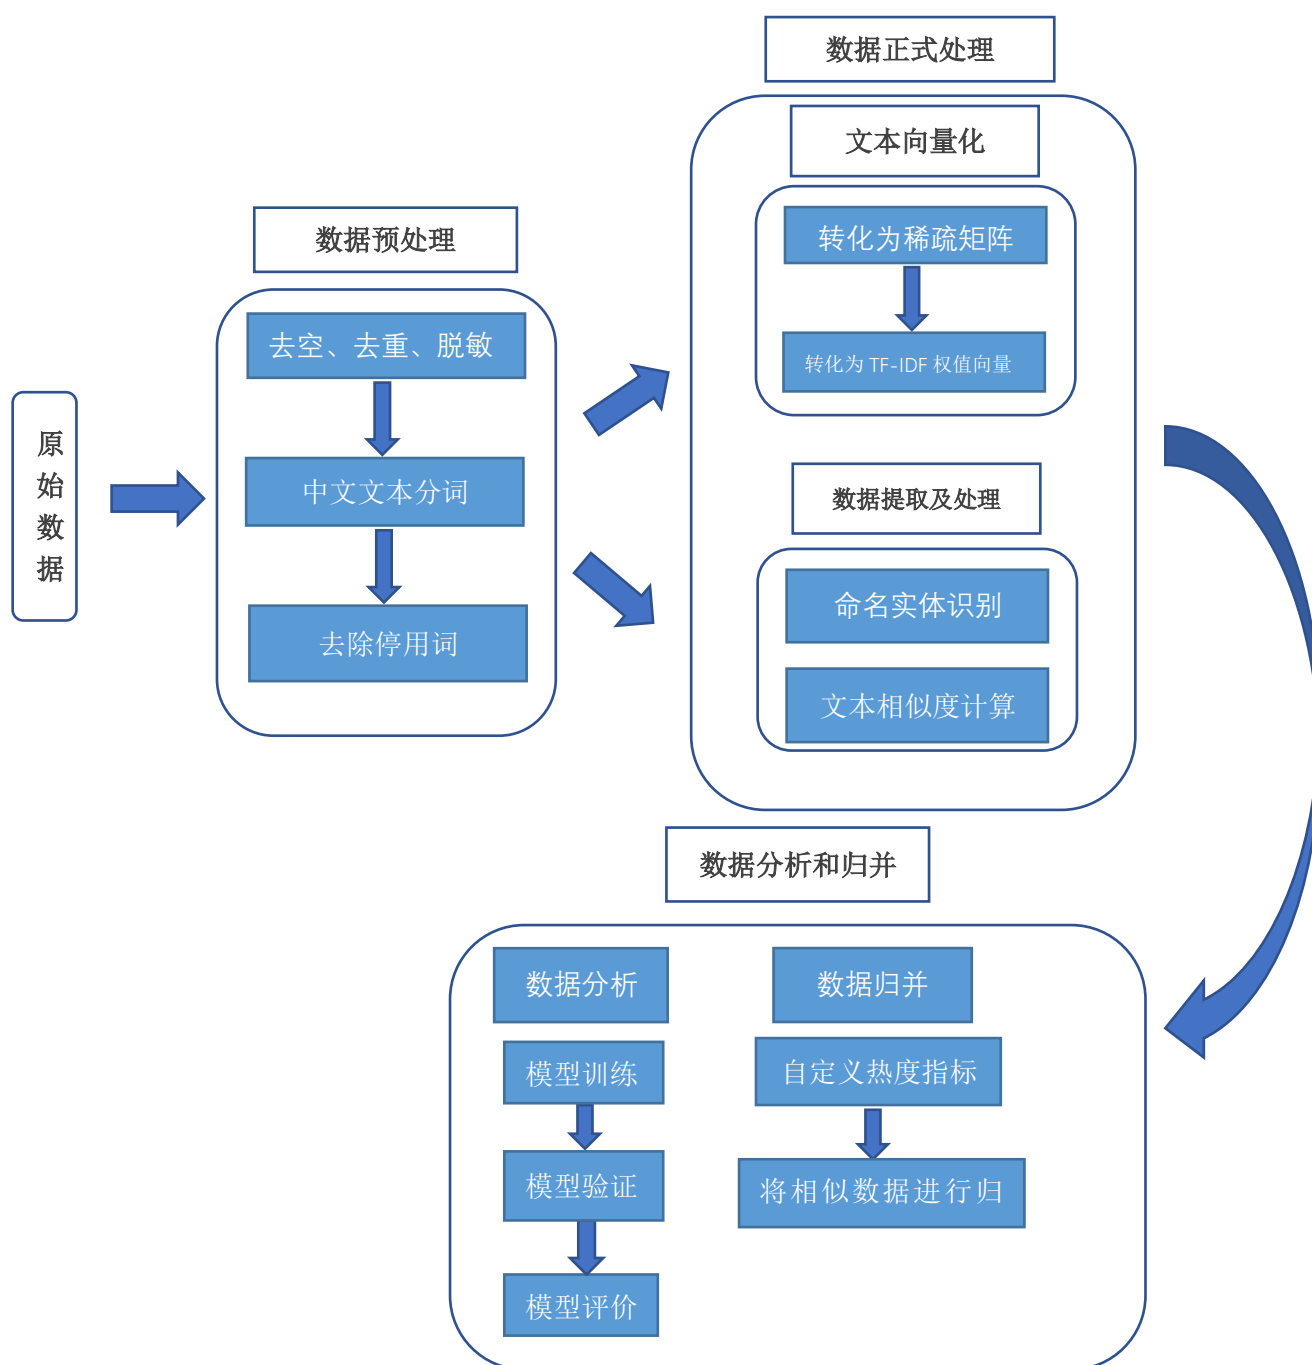 原始数据
数据预处理
去空、去重、脱敏
中文文本分词
去除停用词
数据正式处理
文本向量化
转化为稀疏矩阵
转化为 TF-IDF 权值向量
数据提取及处理
命名实体识别
文本相似度计算
数据分析和归并
数据分析
模型训练
模型验证
模型评价
数据归并
自定义热度指标
将相似数据进行归